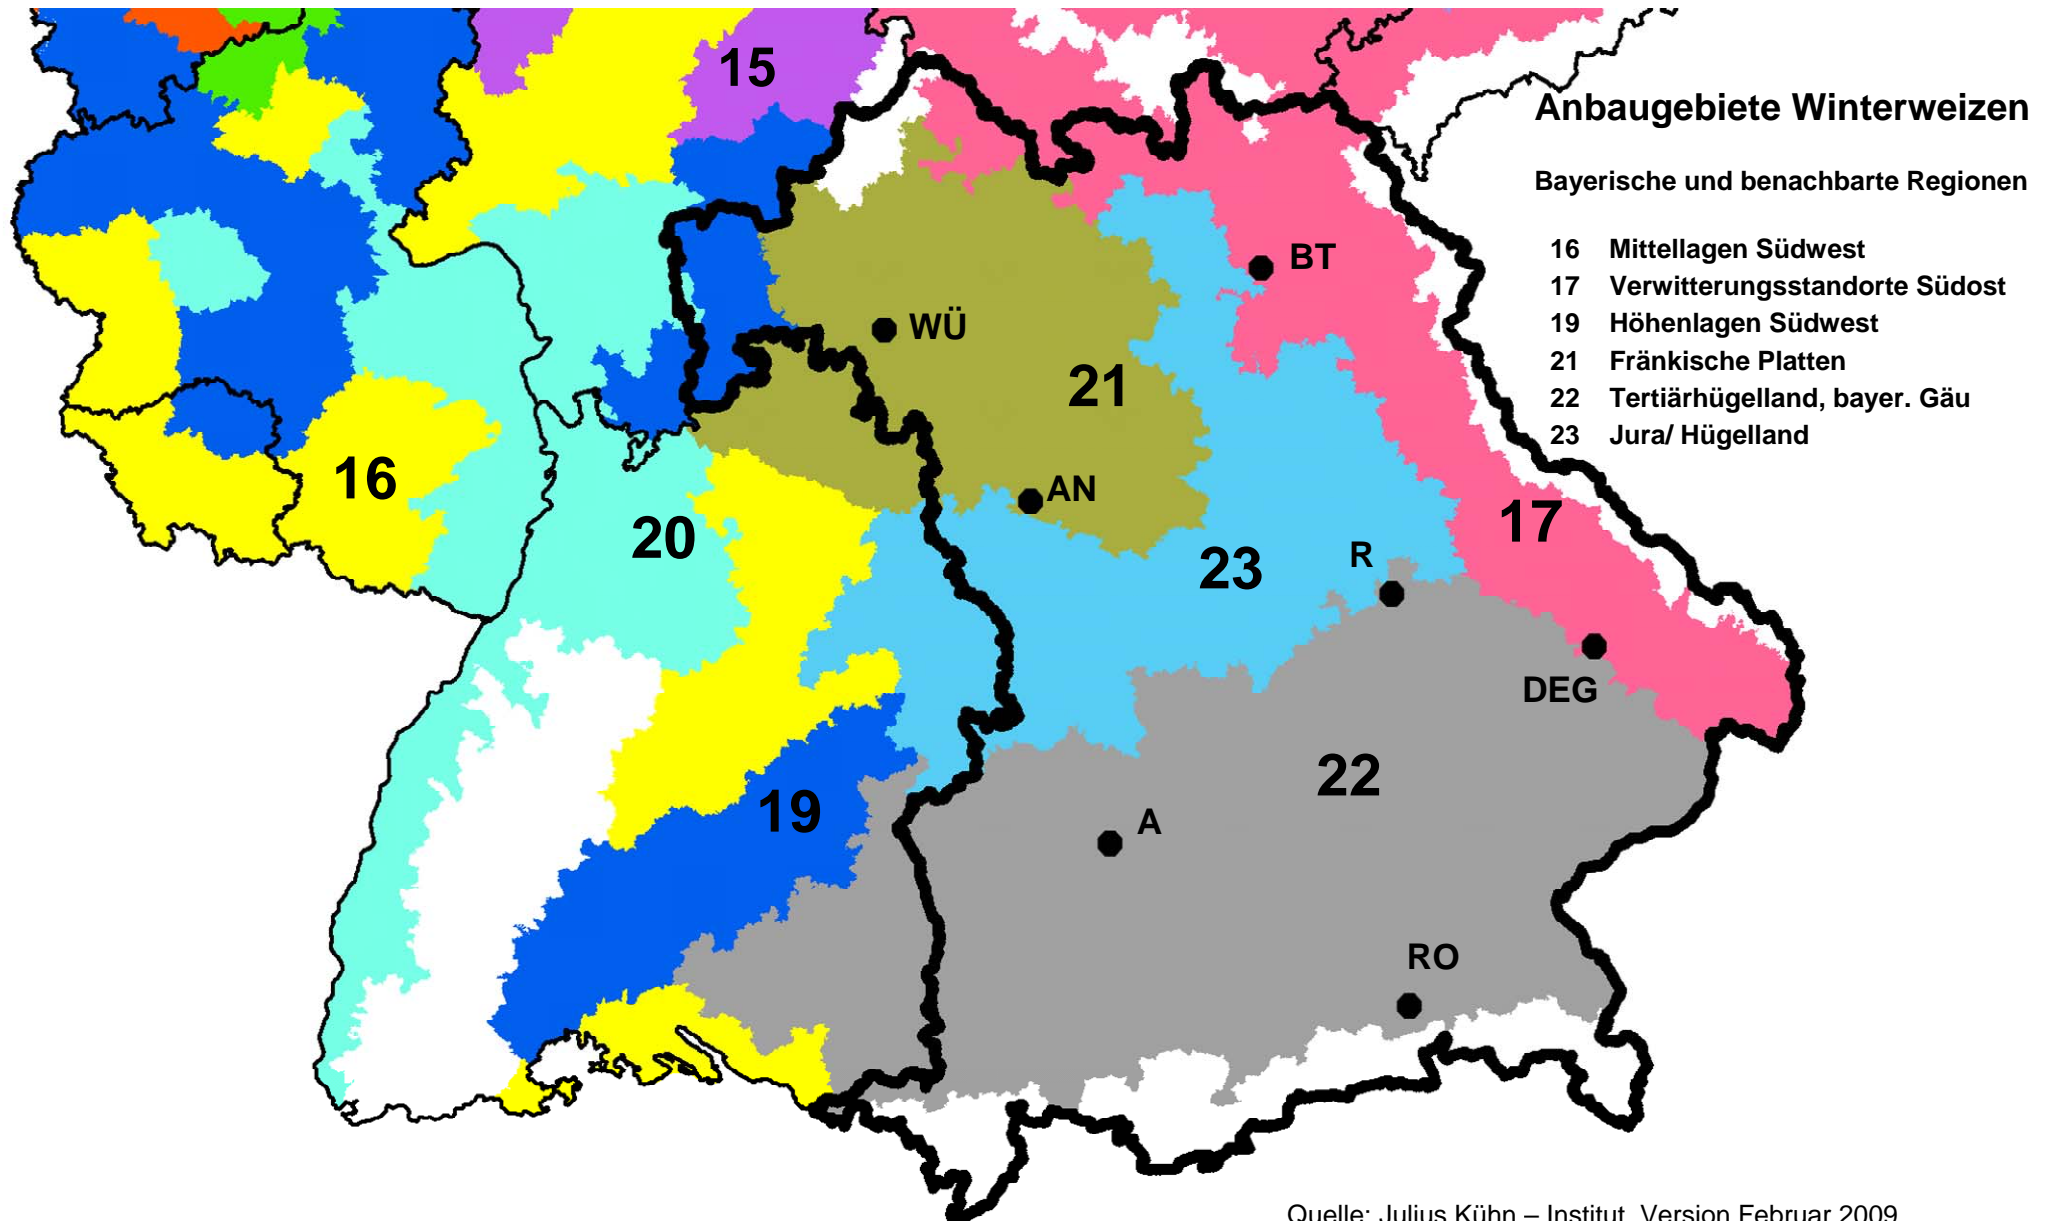 Anbaugebiete Winterweizen
Bayerische und benachbarte Regionen
16 Mittellagen Südwest
17 Verwitterungsstandorte Südost
19 Höhenlagen Südwest
21 Fränkische Platten
22 Tertiärhügelland, bayer. Gäu
23 Jura/ Hügelland
15
BT
WÜ
21
16
AN
17
20
R
23
DEG
22
19
A
RO
Quelle: Julius Kühn – Institut, Version Februar 2009